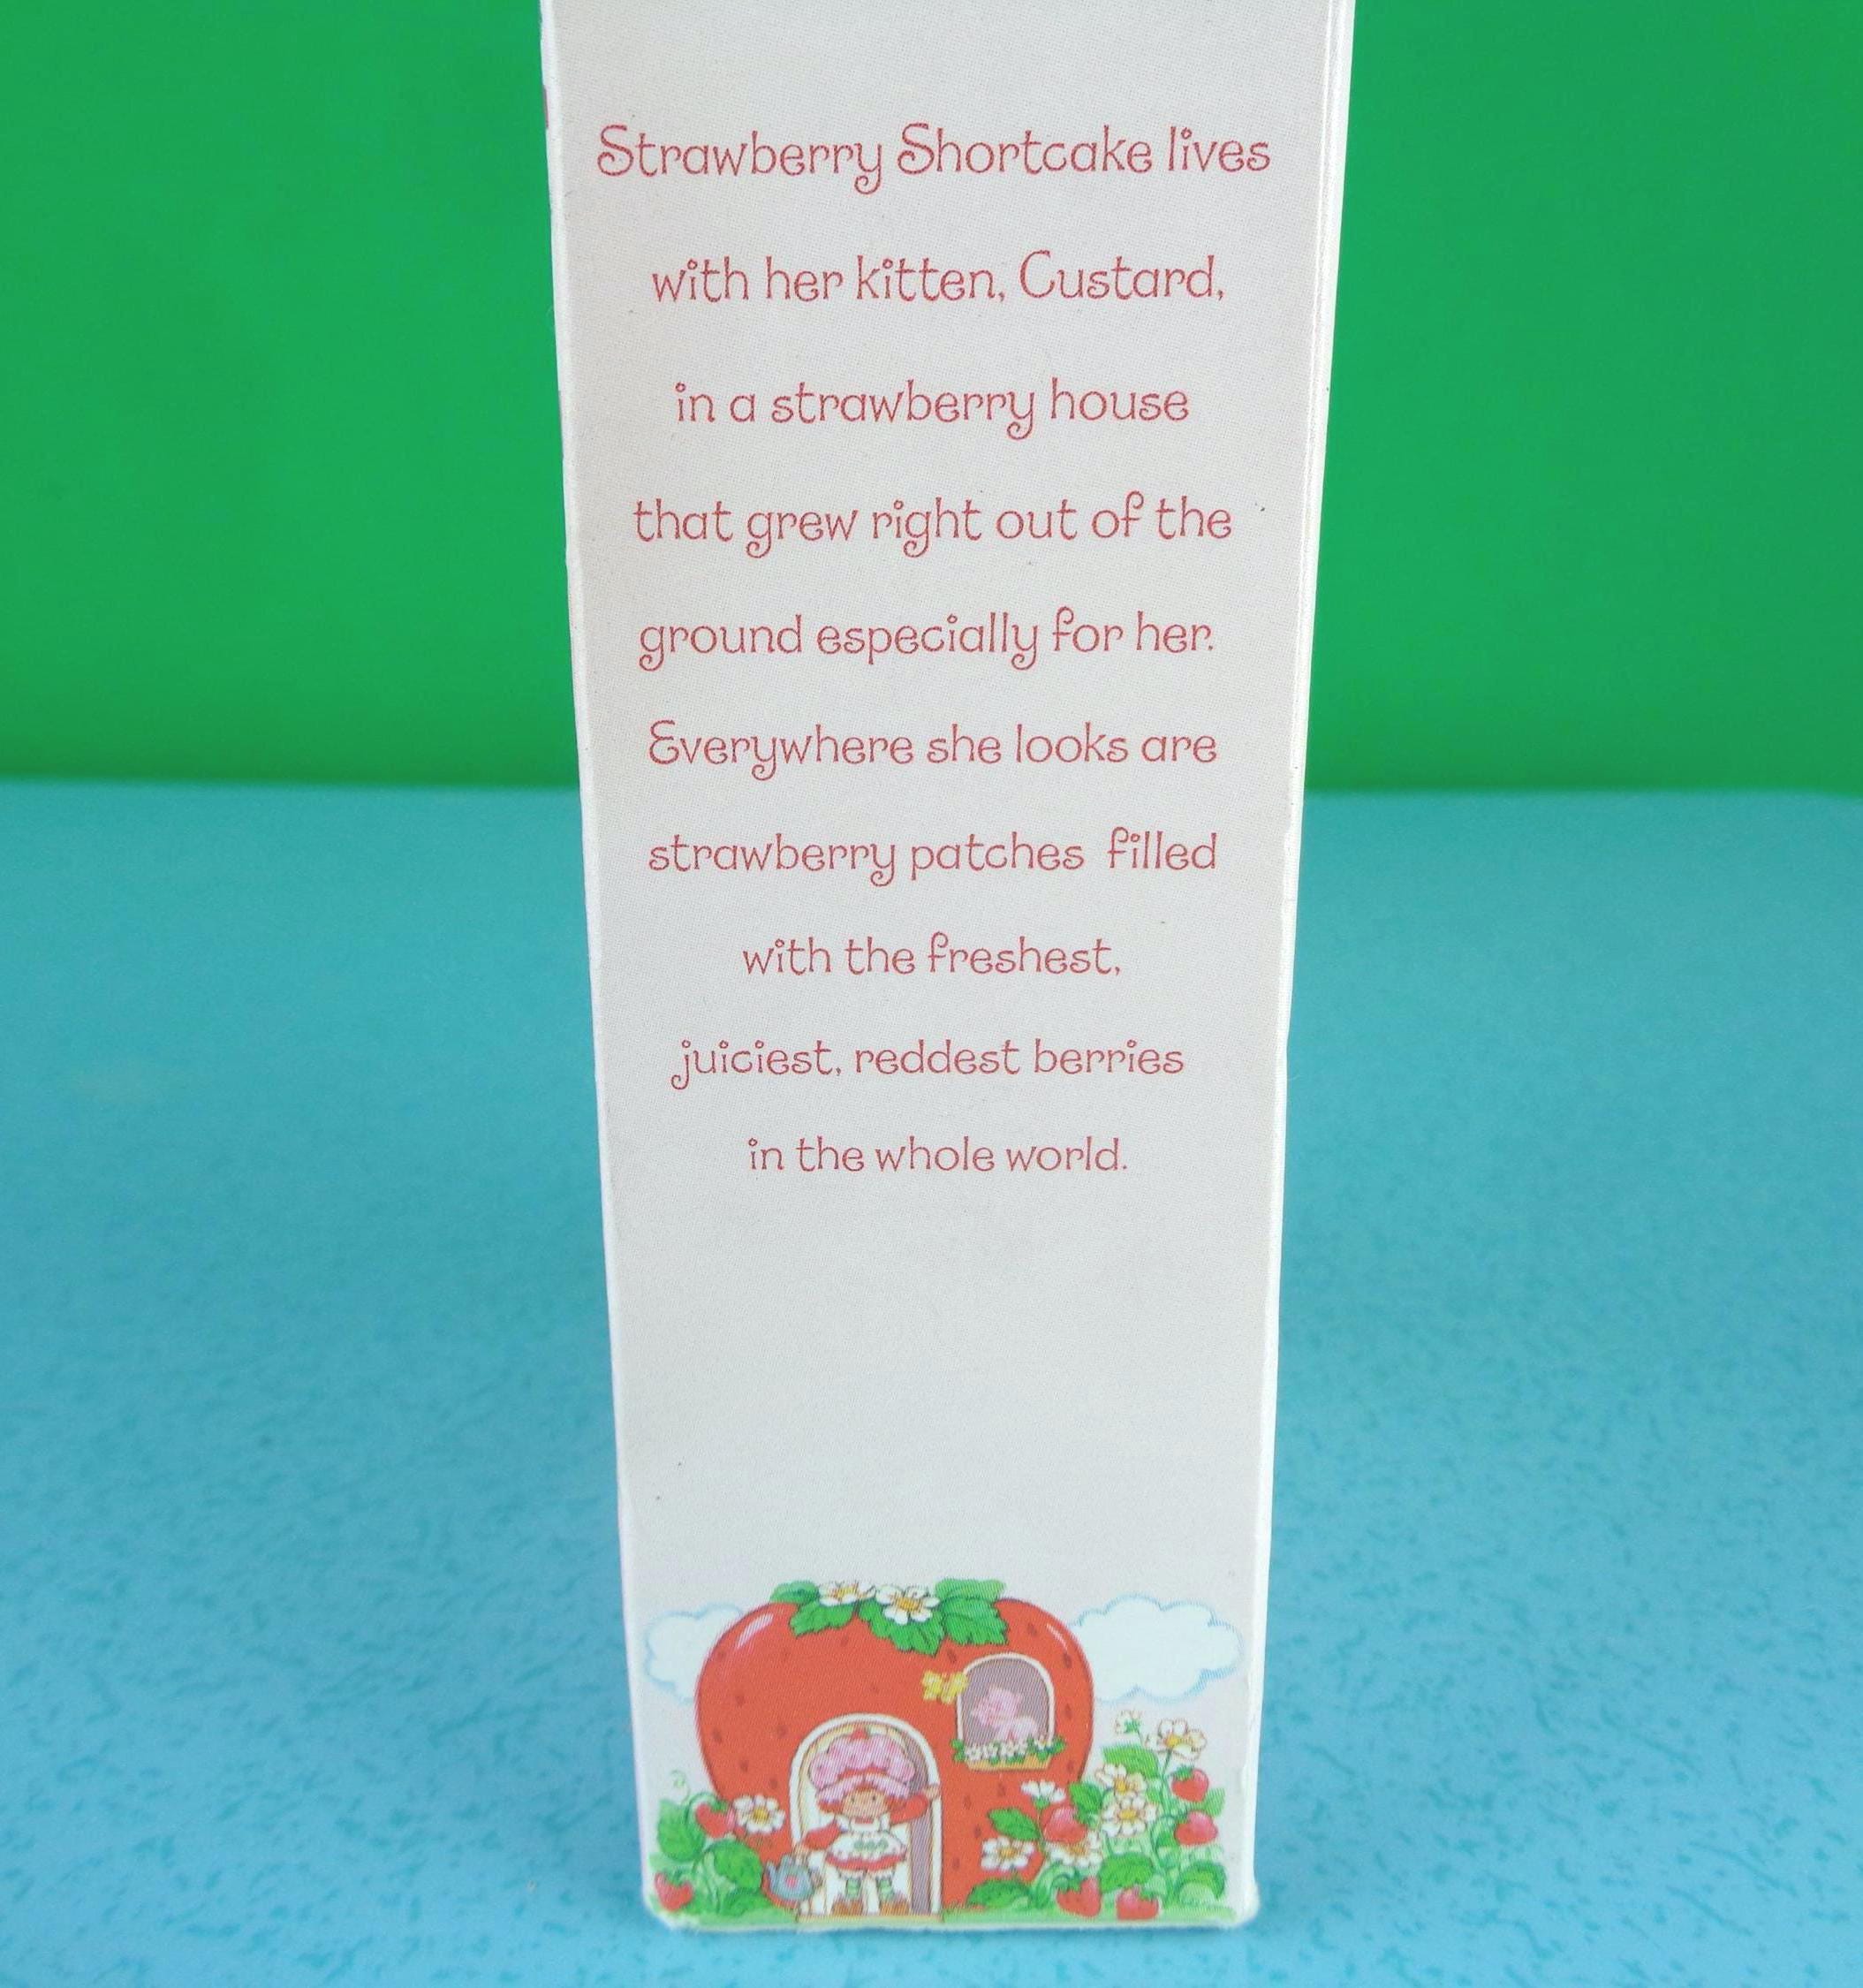 Strawberry Shortcake lives
with her kitten, Custard,
in a strawberry house
that grew right out of the
ground especially for her.
Everywhere she looks are
strawberry patches filled
with the freshest,
juiciest, reddest berries
in the whole world.